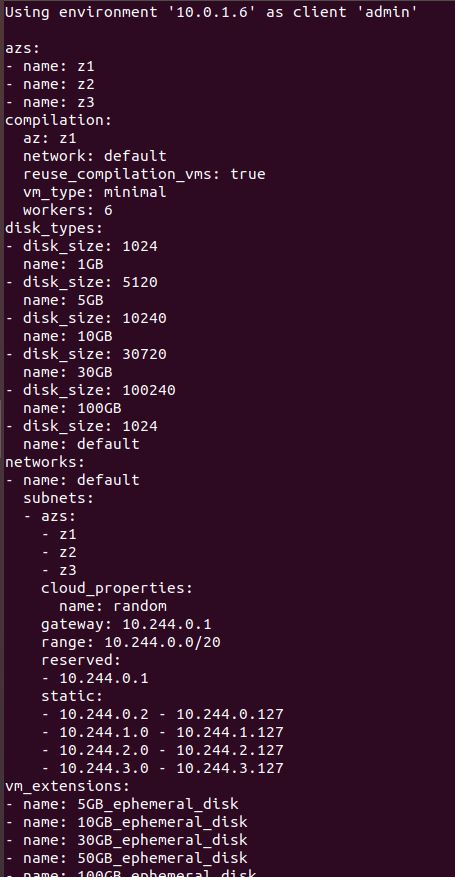 Using environment '10.0.1.6' as client 'admin'
azs:
- name: z1
- name: z2
- name: z3
compilation:
  az: z1
  network: default
  reuse_compilation_vms: true
  vm_type: minimal
  workers: 6
disk_types:
- disk_size: 1024
  name: 1GB
- disk_size: 5120
  name: 5GB
- disk_size: 10240
  name: 10GB
- disk_size: 30720
  name: 30GB
- disk_size: 100240
  name: 100GB
- disk_size: 1024
  name: default
networks:
- name: default
  subnets:
  - azs:
    - z1
    - z2
    - z3
    cloud_properties:
      name: random
    gateway: 10.244.0.1
    range: 10.244.0.0/20
    reserved:
    - 10.244.0.1
    static:
    - 10.244.0.2 - 10.244.0.127
    - 10.244.1.0 - 10.244.1.127
    - 10.244.2.0 - 10.244.2.127
    - 10.244.3.0 - 10.244.3.127
vm_extensions:
- name: 5GB_ephemeral_disk
- name: 10GB_ephemeral_disk
- name: 30GB_ephemeral_disk
- name: 50GB_ephemeral_disk
- name: 100GB_ephemeral_disk